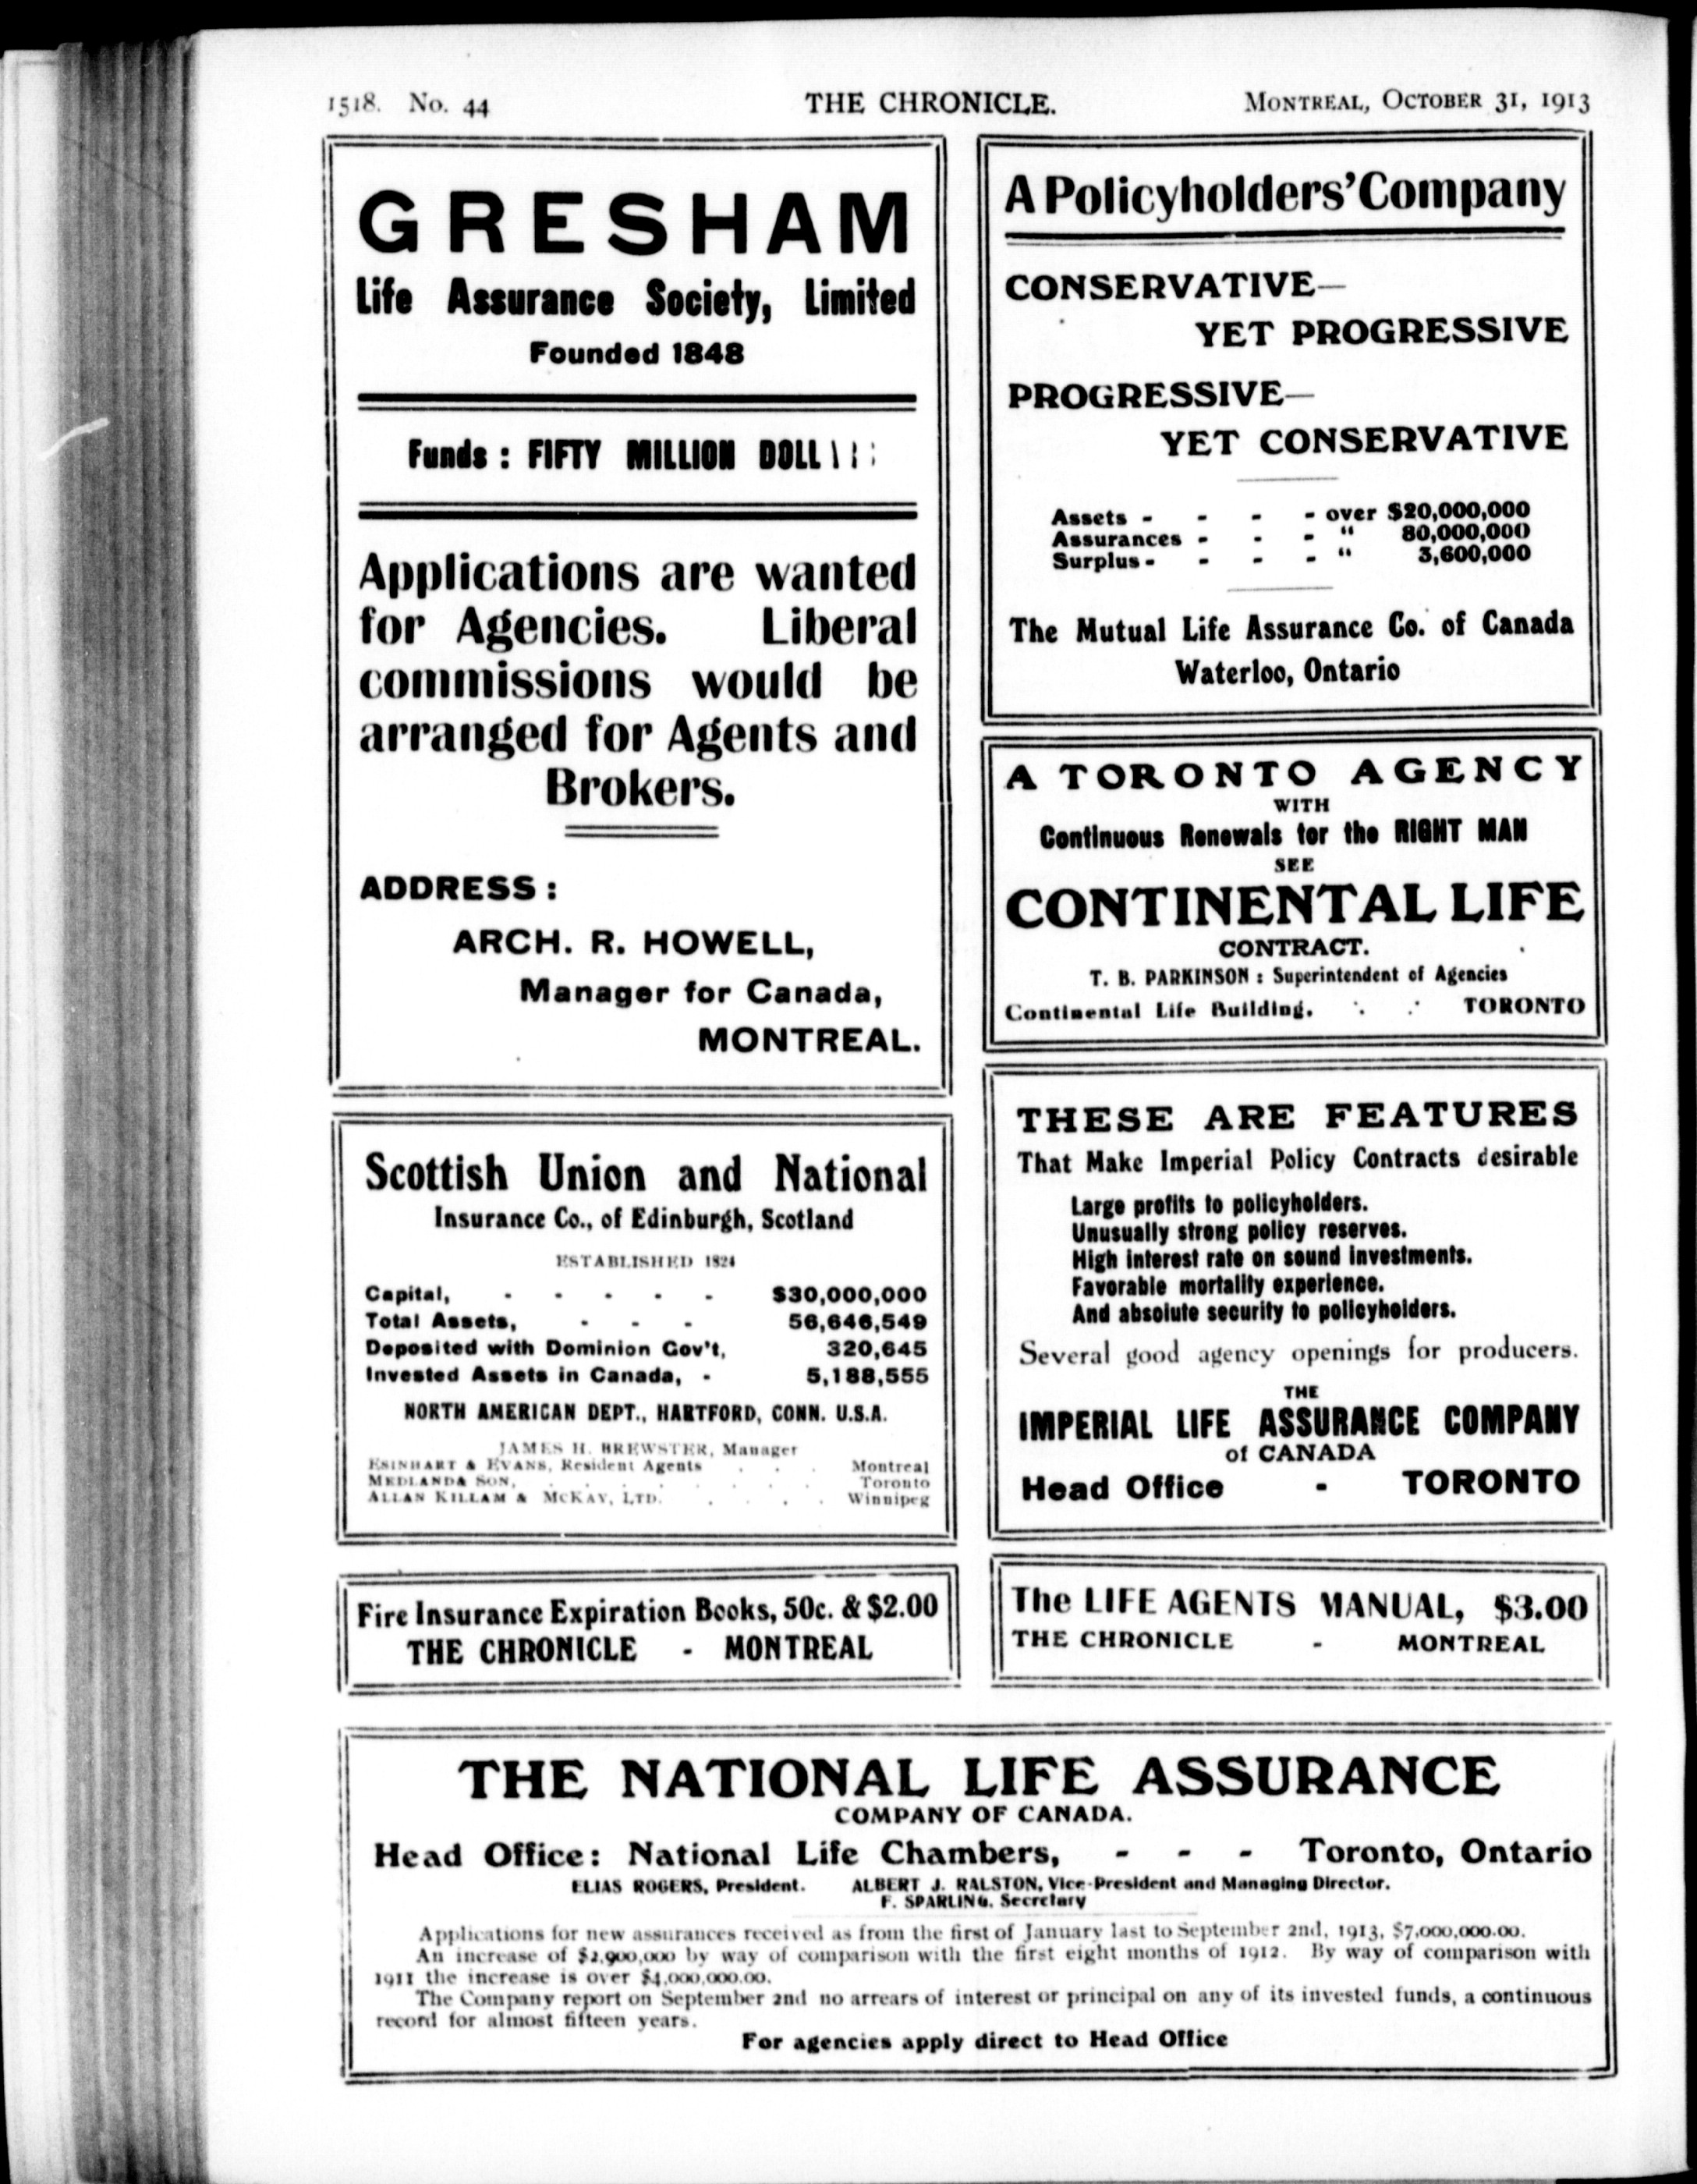 1518. No. 44 THE CHRONICLE. MONTREAL, OCTOBER 31, 1913
GRESHAM
Life Assurance Society, Limited
Founded 1848
Funds : FIFTY MILLION
Applications are wanted
for Agencies. Liberal
commissions would be
arranged for Agents and
Brokers.
ADDRESS :
ARCH. R. HOWELL,
Manager for Canada,
MONTREAL.
Scottish Union and National
Insurance Co., of Edinburgh, Scotland
ESTABLISHED 1824
Capital, - - - - - $30,000,000
Total Assets, - - - 56,646,549
Deposited with Dominion Gov't, 320,645
Invested Assets in Canada, - 5,188,555
NORTH AMERICAN DEPT., HARTFORD, CONN. U.S.A.
JAMES H. BREWSTER, Manager
ESINHART & EVANS, Resident Agents . . . Montreal
MEDLAND & SON, . . . . . . . Toronto
ALLAN KILLAM & MCKAY, LTD. . . . . Winnipeg
Fire Insurance Expiration Books, 50c. & $2.00
THE CHRONICLE - MONTREAL
A Policyholders' Company
CONSERVATIVE—
YET PROGRESSIVE
PROGRESSIVE—
YET CONSERVATIVE
Assets - - - - over $20,000,000
Assurances - - - " 80,000,000
Surplus - - - - " 3,600,000
The Mutual Life Assurance Co. of Canada
Waterloo, Ontario
A TORONTO AGENCY
WITH
Continuous Renewals for the RIGHT MAN
SEE
CONTINENTAL LIFE
CONTRACT.
T. B. PARKINSON : Superintendent of Agencies
Continental Life Building. TORONTO
THESE ARE FEATURES
That Make Imperial Policy Contracts desirable
Large profits to policyholders.
Unusually strong policy reserves.
High interest rate on sound investments.
Favorable mortality experience.
And absolute security to policyholders.
Several good agency openings for producers.
THE
IMPERIAL LIFE ASSURANCE COMPANY
of CANADA
Head Office - TORONTO
The LIFE AGENTS MANUAL, $3.00
THE CHRONICLE - MONTREAL
THE NATIONAL LIFE ASSURANCE
COMPANY OF CANADA.
Head Office: National Life Chambers, - - - Toronto, Ontario
ELIAS ROGERS, President. ALBERT J. RALSTON, Vice-President and Managing Director.
F. SPARLING. Secretary
Applications for new assurances received as from the first of January last to September 2nd, 1913, $7,000,000.00.
An increase of $2,900,000 by way of comparison with the first eight months of 1912. By way of comparison with
1911 the increase is over $4,000,000.00.
The Company report on September 2nd no arrears of interest or principal on any of its invested funds, a continuous
record for almost fifteen years.
For agencies apply direct to Head Office